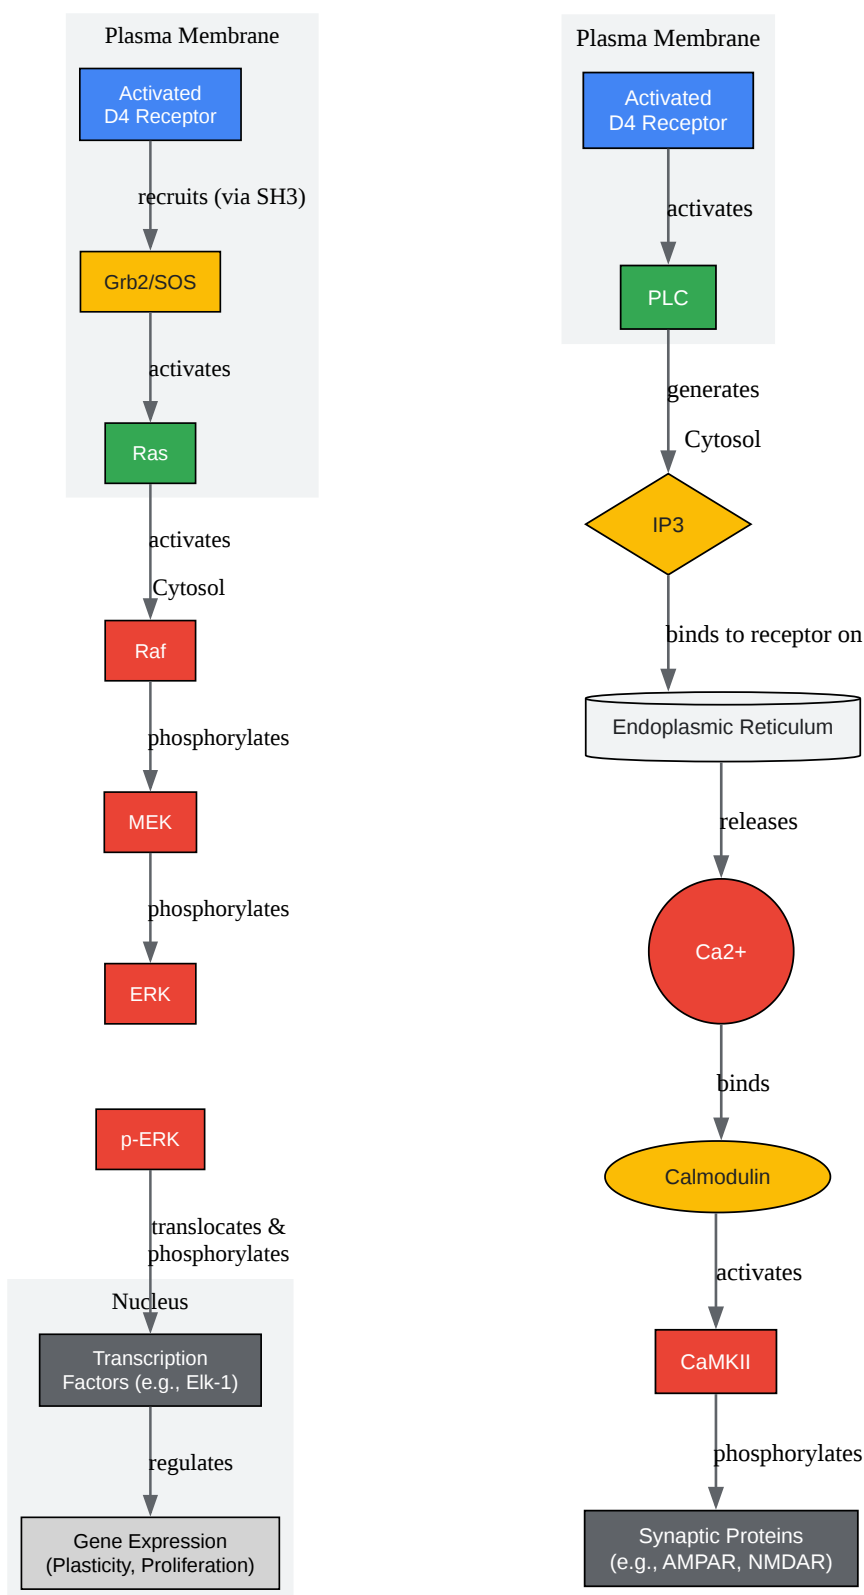 Plasma Membrane
Activated
D4 Receptor
recruits (via SH3)
Grb2/SOS
activates
Ras
activates
Cytosol
Raf
phosphorylates
MEK
phosphorylates
ERK
p-ERK
translocates &
phosphorylates
Nucleus
Transcription
Factors (e.g., Elk-1)
regulates
Gene Expression
(Plasticity, Proliferation)
Plasma Membrane
Activated
D4 Receptor
activates
PLC
generates
Cytosol
IP3
binds to receptor on
Endoplasmic Reticulum
releases
Ca2+
binds
Calmodulin
activates
CaMKII
phosphorylates
Synaptic Proteins
(e.g., AMPAR, NMDAR)